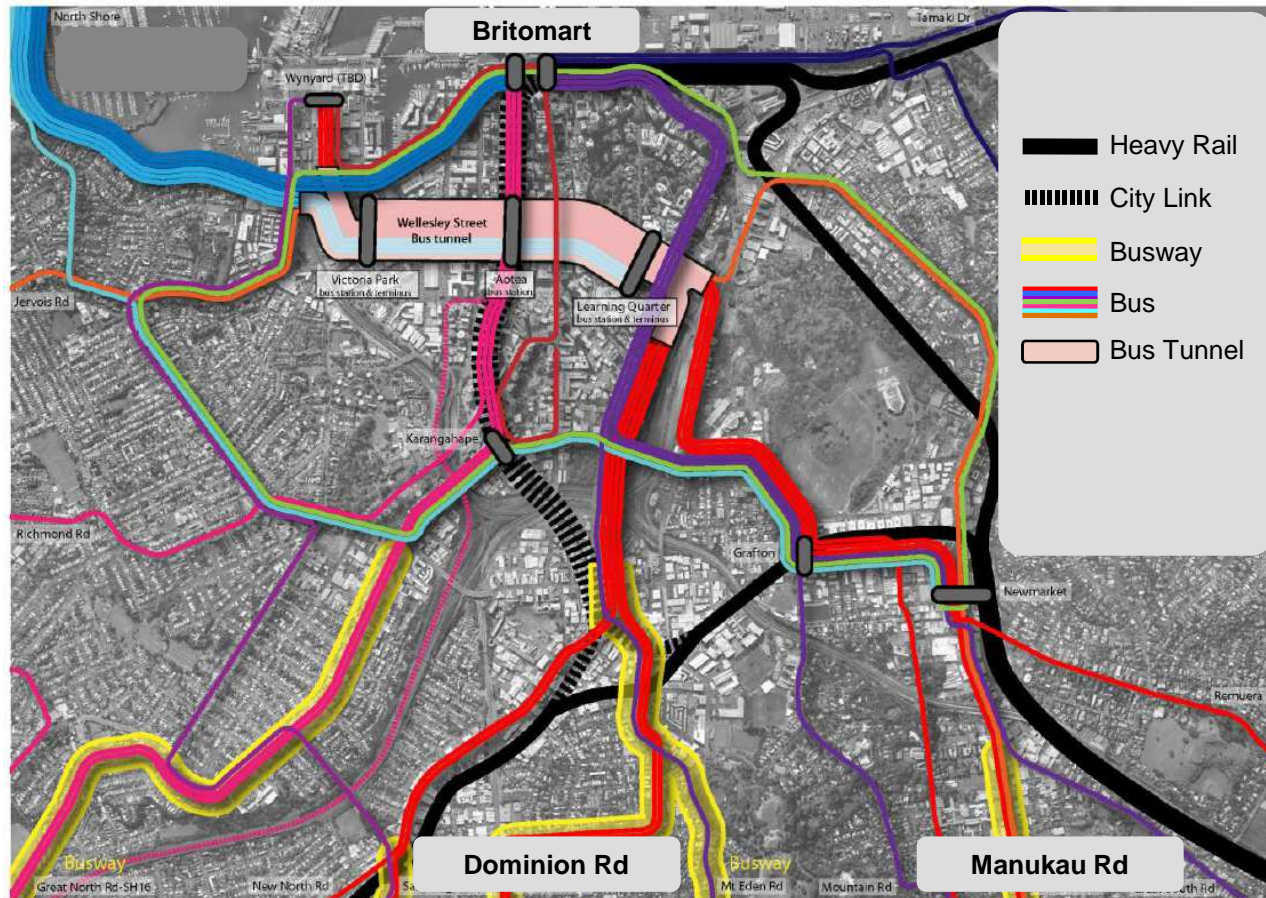 North Shore
Britomart
Tamaki Dr
Wynyard (TBD)
Heavy Rail
City Link
Busway
Bus
Bus Tunnel
Wellesley Street
Bus tunnel
Victoria Park
bus station & terminus
Aotea
bus station
Learning Quarter
bus station & terminus
Jervois Rd
Karangahape
Richmond Rd
Grafton
Newmarket
Remuera
Busway
Great North Rd-SH16
New North Rd
Dominion Rd
Busway
Mt Eden Rd
Mountain Rd
Manukau Rd